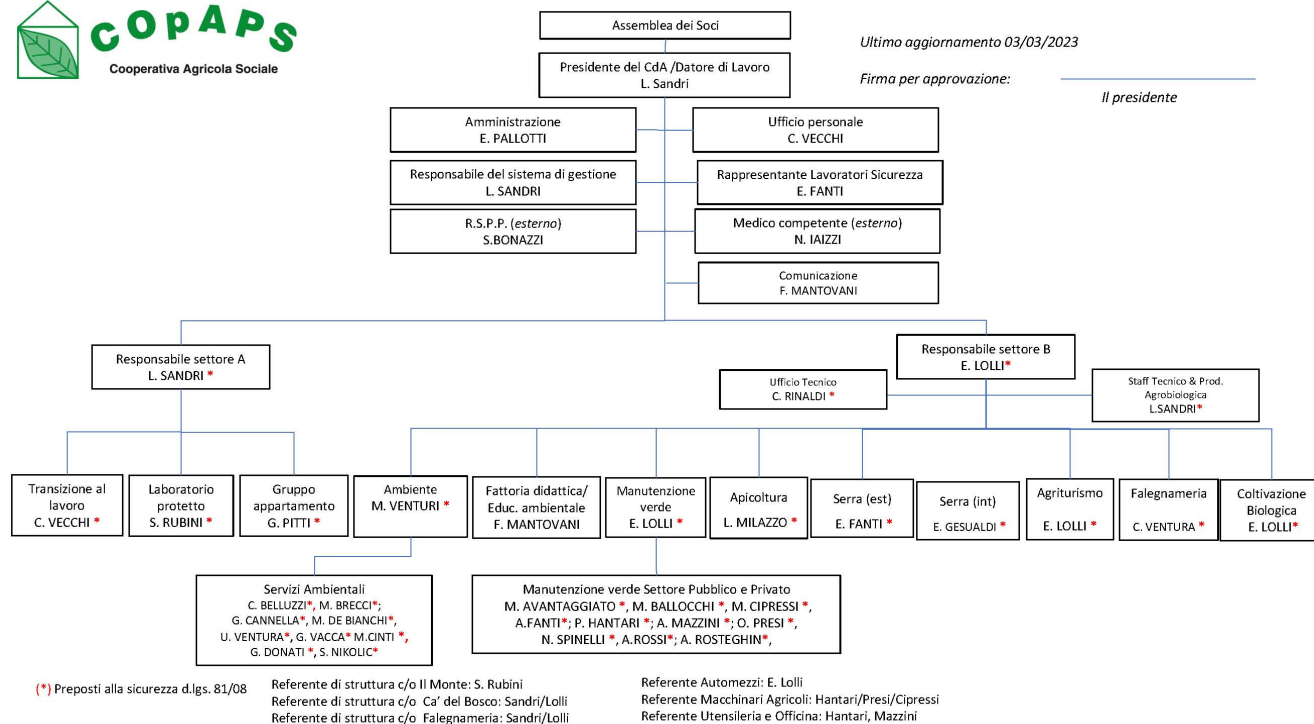 COpAPS
Cooperativa Agricola Sociale
Assemblea dei Soci
Ultimo aggiornamento 03/03/2023
Presidente del CdA /Datore di Lavoro
L. Sandri
Firma per approvazione:
Il presidente
Amministrazione
E. PALLOTTI
Ufficio personale
C. VECCHI
Responsabile del sistema di gestione
L. SANDRI
Rappresentante Lavoratori Sicurezza
E. FANTI
R.S.P.P. (esterno)
S.BONAZZI
Medico competente (esterno)
N. IAIZZI
Comunicazione
F. MANTOVANI
Responsabile settore A
L. SANDRI *
Responsabile settore B
E. LOLLI*
Ufficio Tecnico
C. RINALDI *
Staff Tecnico & Prod.
Agrobiologica
L.SANDRI*
Transizione al
lavoro
C. VECCHI *
Laboratorio
protetto
S. RUBINI *
Gruppo
appartamento
G. PITTI *
Ambiente
M. VENTURI *
Fattoria didattica/
Educ. ambientale
F. MANTOVANI
Manutenzione
verde
E. LOLLI *
Apicoltura
L. MILAZZO *
Serra (est)
E. FANTI *
Serra (int)
E. GESUALDI *
Agriturismo
E. LOLLI *
Falegnameria
C. VENTURA *
Coltivazione
Biologica
E. LOLLI*
Servizi Ambientali
C. BELLUZZI*, M. BRECCI*;
G. CANNELLA*, M. DE BIANCHI*,
U. VENTURA*, G. VACCA* M.CINTI *,
G. DONATI *, S. NIKOLIC*
Manutenzione verde Settore Pubblico e Privato
M. AVANTAGGIATO *, M. BALLOCCHI *, M. CIPRESSI *,
A.FANTI*; P. HANTARI *; A. MAZZINI *; O. PRESI *,
N. SPINELLI *, A.ROSSI*; A. ROSTEGHIN*,
(*) Preposti alla sicurezza d.lgs. 81/08
Referente di struttura c/o Il Monte: S. Rubini
Referente di struttura c/o Ca' del Bosco: Sandri/Lolli
Referente di struttura c/o Falegnameria: Sandri/Lolli
Referente Automezzi: E. Lolli
Referente Macchinari Agricoli: Hantari/Presi/Cipressi
Referente Utensileria e Officina: Hantari, Mazzini